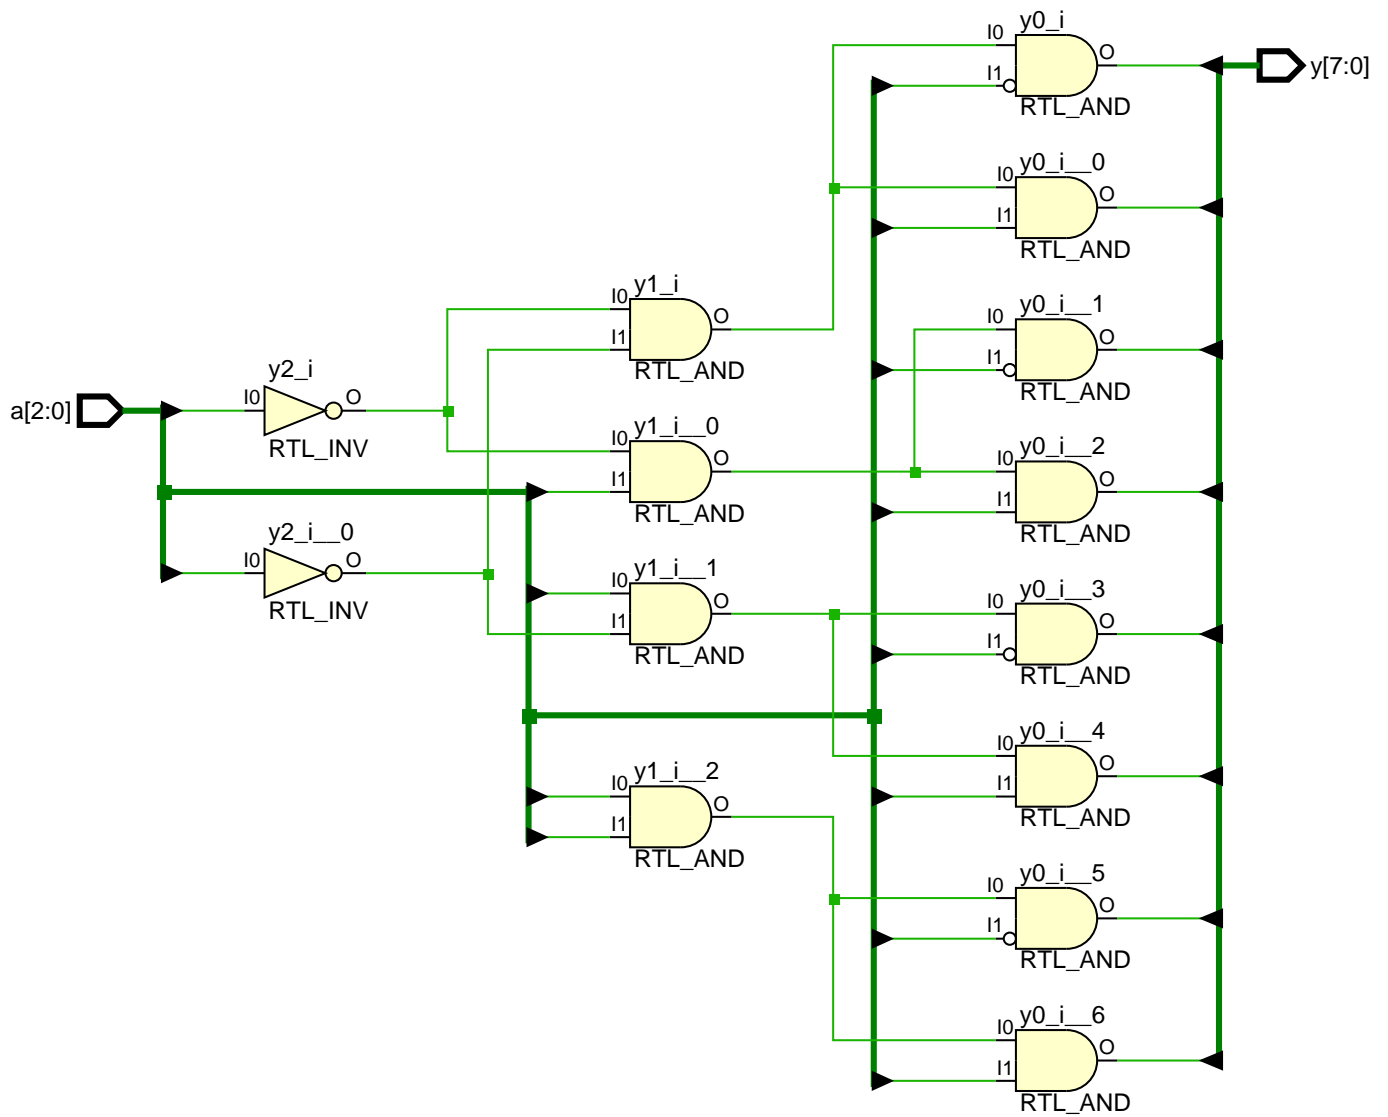 y0_i
I0
O
I1
RTL_AND
y[7:0]
y0_i__0
I0
O
I1
RTL_AND
y1_i
I0
O
I1
RTL_AND
y0_i__1
I0
O
I1
RTL_AND
a[2:0]
y2_i
I0
O
RTL_INV
y1_i__0
I0
O
I1
RTL_AND
y0_i__2
I0
O
I1
RTL_AND
y2_i__0
I0
O
RTL_INV
y1_i__1
I0
O
I1
RTL_AND
y0_i__3
I0
O
I1
RTL_AND
y0_i__4
I0
O
I1
RTL_AND
y1_i__2
I0
O
I1
RTL_AND
y0_i__5
I0
O
I1
RTL_AND
y0_i__6
I0
O
I1
RTL_AND